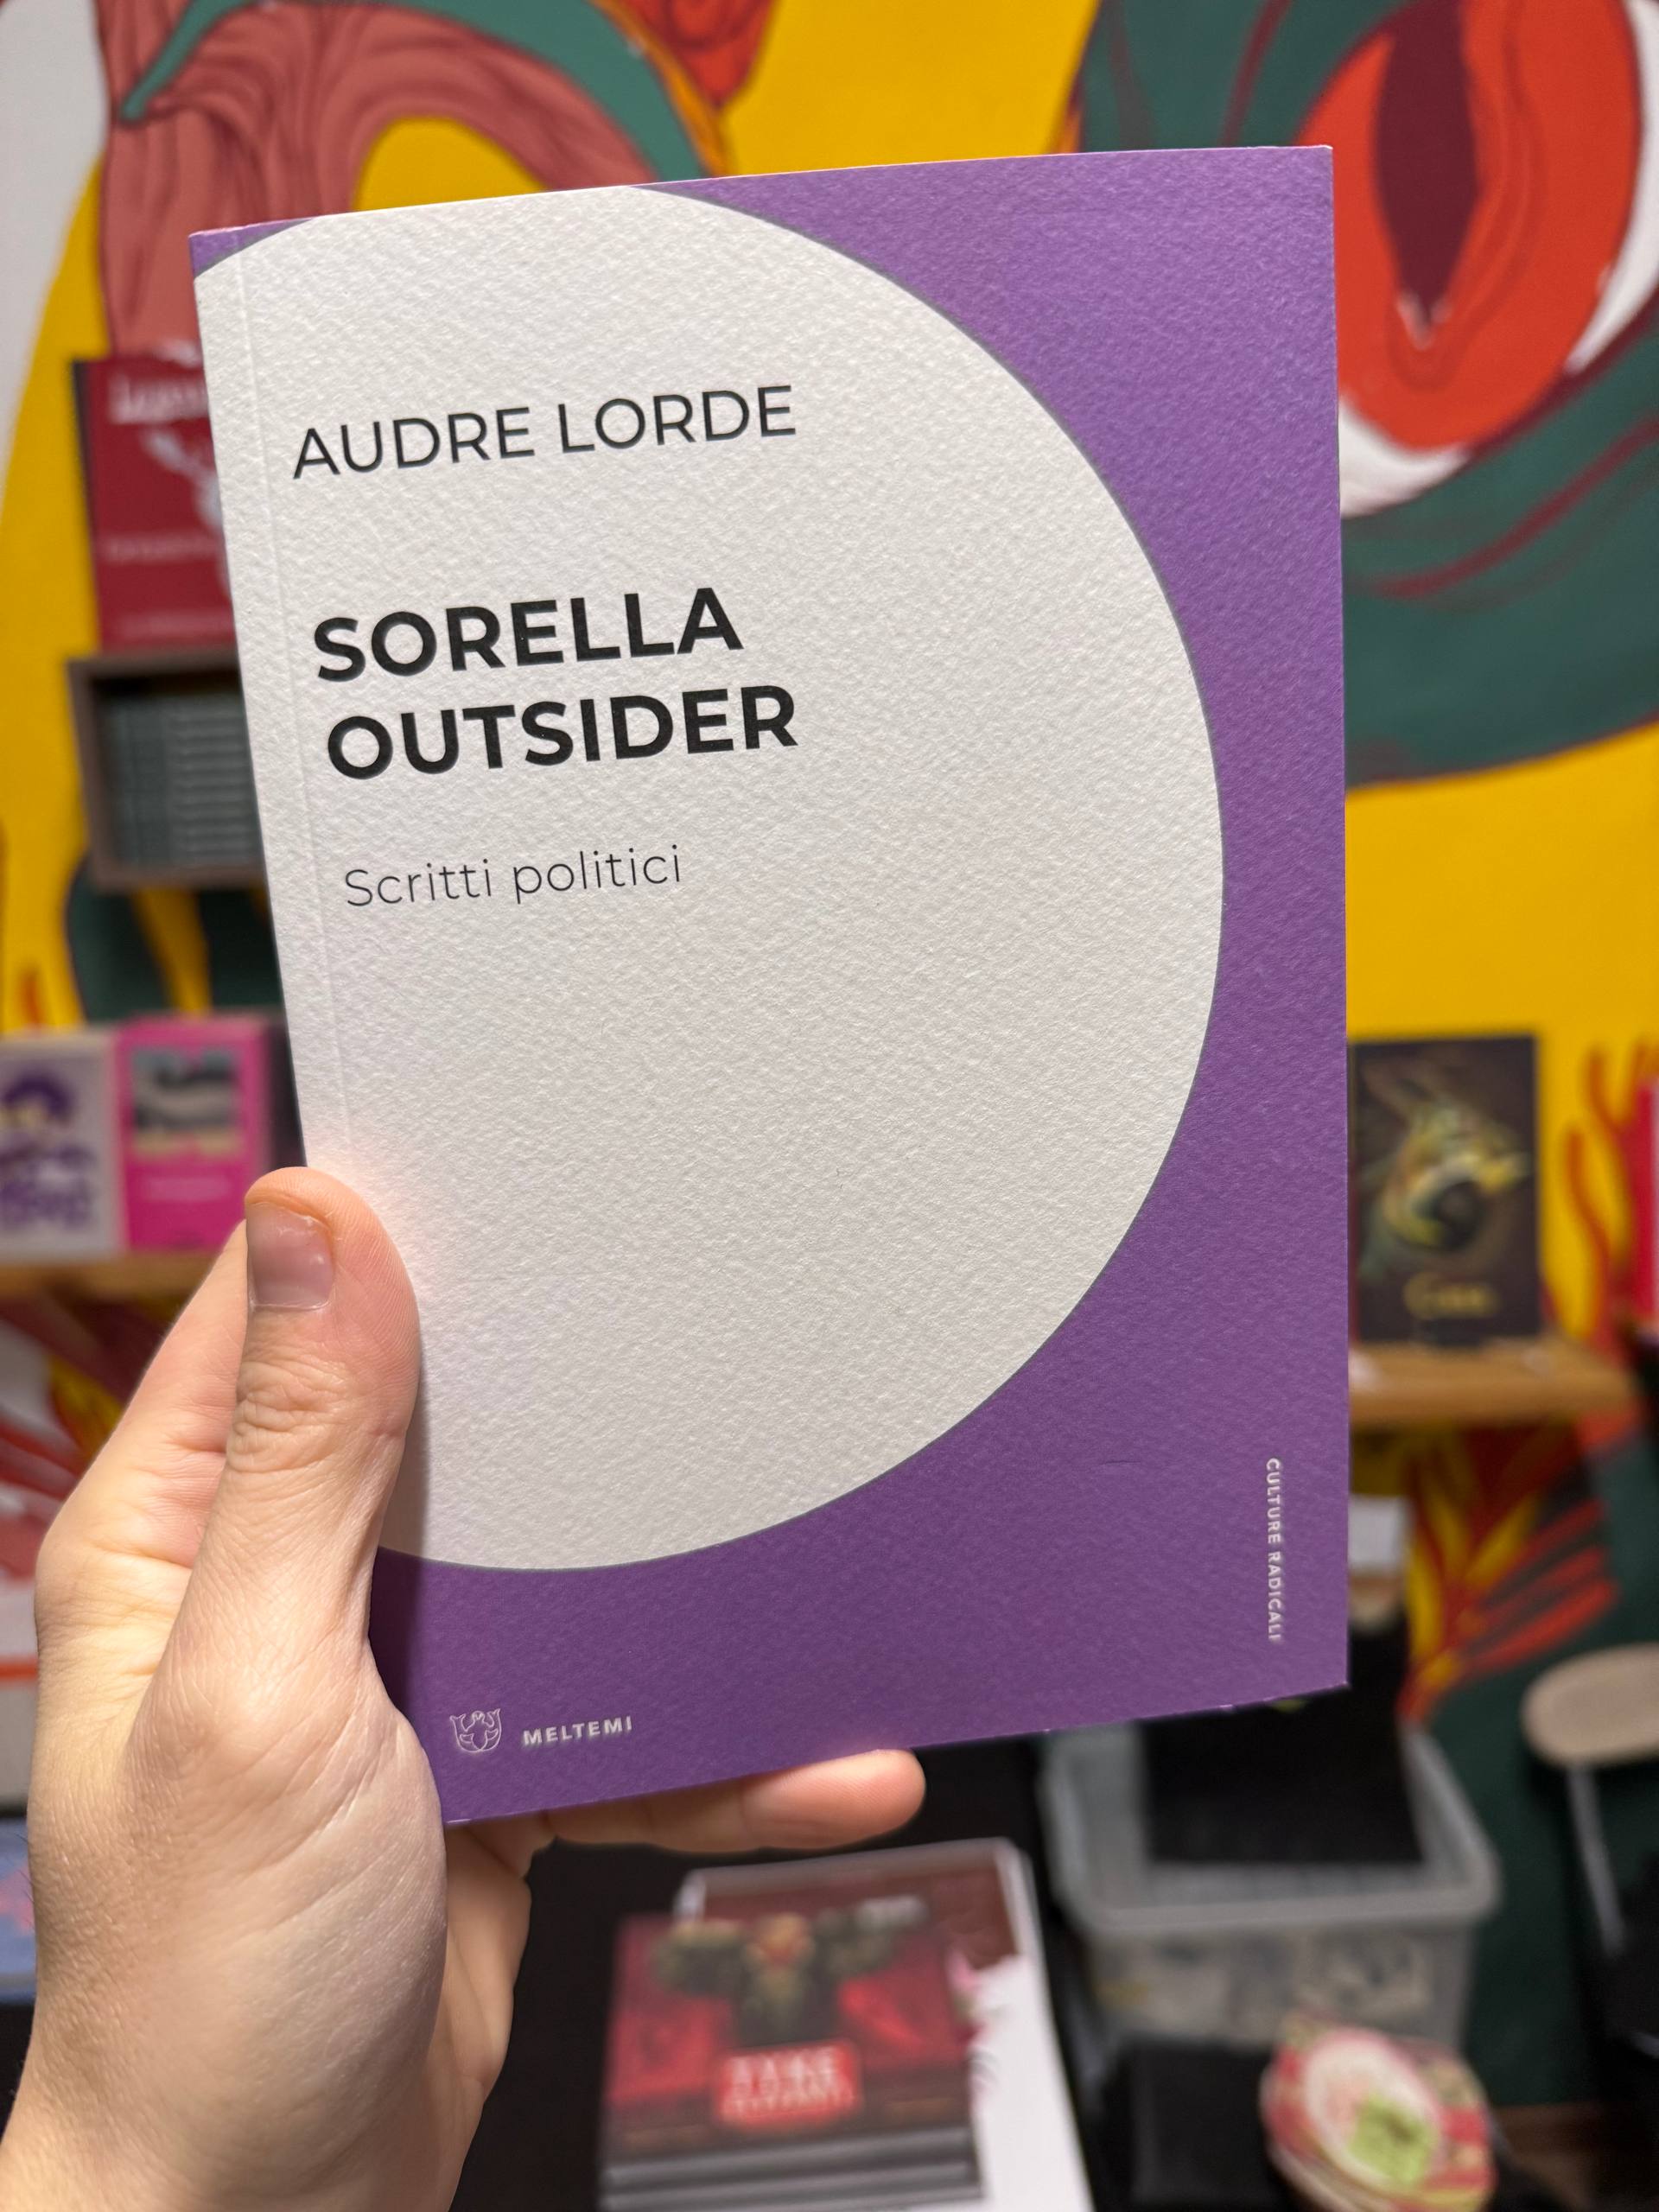 AUDRE LORDE
SORELLA
OUTSIDER
Scritti politici
CULTURE RADICALI
MELTEMI